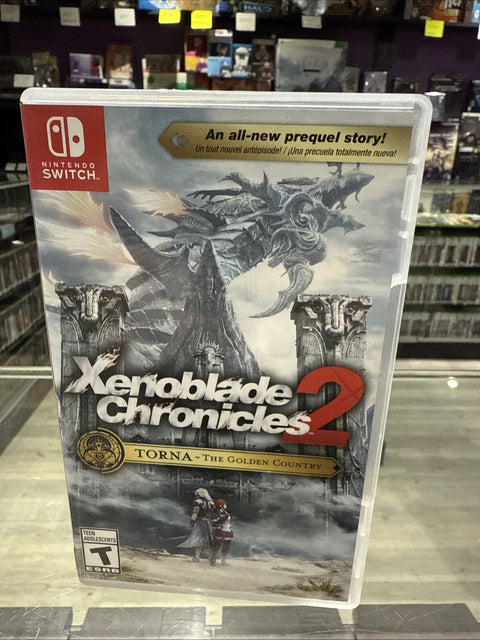 NINTENDO
SWITCH™
An all-new prequel story!
Un tout nouvel antépisode! / ¡Una precuela totalmente nueva!
Xenoblade
Chronicles 2
TORNA ~ THE GOLDEN COUNTRY
TEEN
ADOLESCENTS
T
ESRB